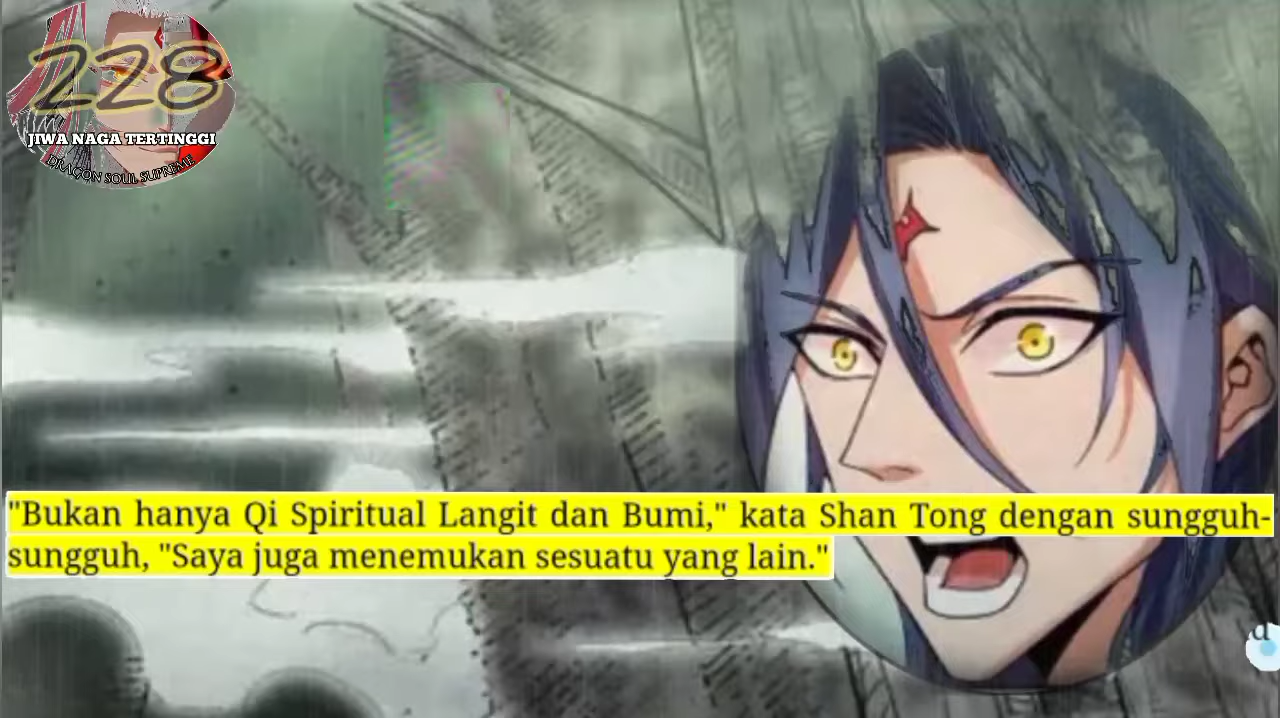 228
JIWA NAGA TERTINGGI
DRAGON SOUL SUPREME
"Bukan hanya Qi Spiritual Langit dan Bumi," kata Shan Tong dengan sungguh-
sungguh, "Saya juga menemukan sesuatu yang lain."